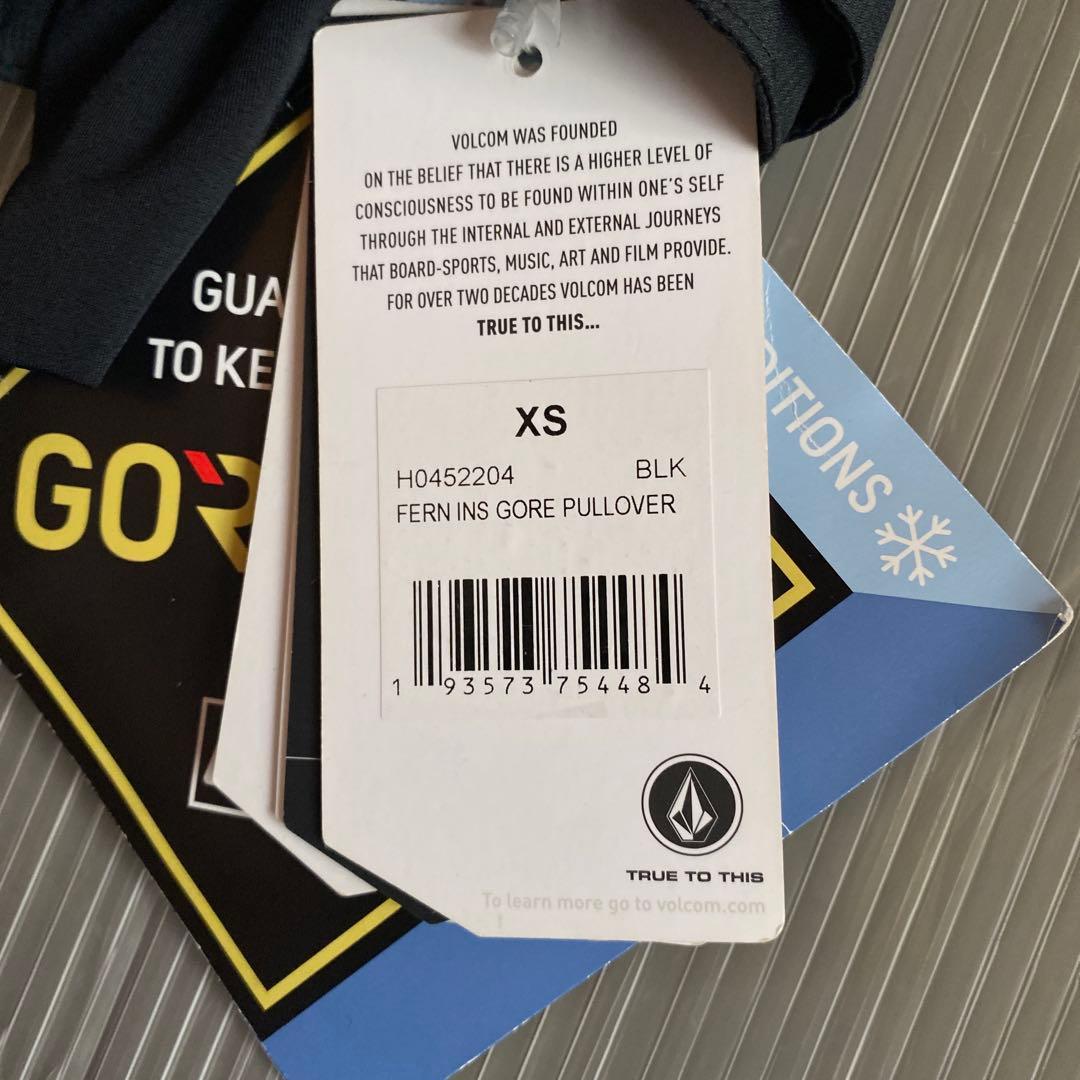 VOLCOM WAS FOUNDED
ON THE BELIEF THAT THERE IS A HIGHER LEVEL OF
CONSCIOUSNESS TO BE FOUND WITHIN ONE'S SELF
THROUGH THE INTERNAL AND EXTERNAL JOURNEYS
THAT BOARD-SPORTS, MUSIC, ART AND FILM PROVIDE.
FOR OVER TWO DECADES VOLCOM HAS BEEN
TRUE TO THIS...
XS
H0452204 BLK
FERN INS GORE PULLOVER
1 93573 75448 4
TRUE TO THIS
To learn more go to volcom.com
GUA
TO KE
GOR
DITIONS